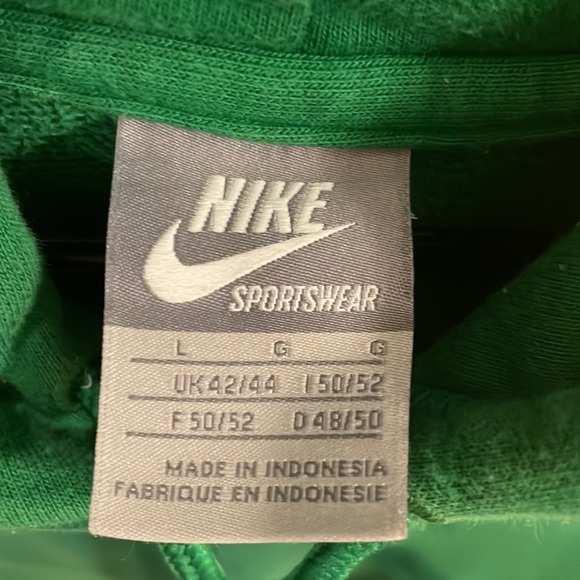 NIKE
SPORTSWEAR
L G G
UK 42/44 I 50/52
F 50/52 D 48/50
MADE IN INDONESIA
FABRIQUE EN INDONESIE